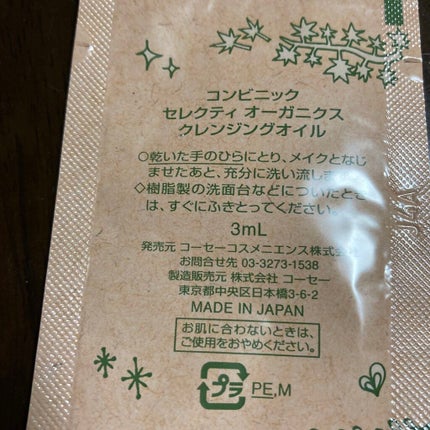 コンビニック
セレクティ オーガニクス
クレンジングオイル
○乾いた手のひらにとり、メイクとなじ
ませたあと、充分に洗い流しま
◇樹脂製の洗面台などについたとき
は、すぐにふきとってください。
3mL
発売元 コーセーコスメニエンス株式会社
お問合せ先 03-3273-1538
製造販売元 株式会社 コーセー
東京都中央区日本橋3-6-2
MADE IN JAPAN
お肌に合わないときは、
ご使用をおやめください。
プラ PE,M